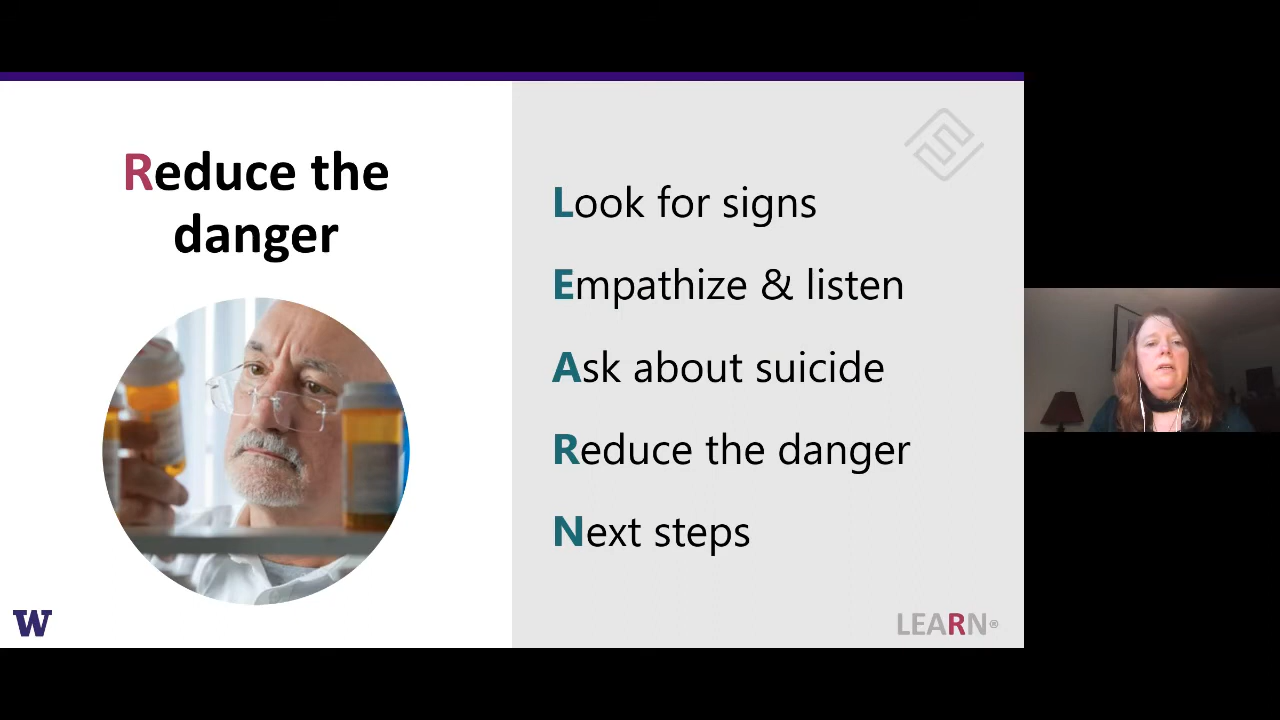 Reduce the
danger
Look for signs
Empathize & listen
Ask about suicide
Reduce the danger
Next steps
W
LEARN®